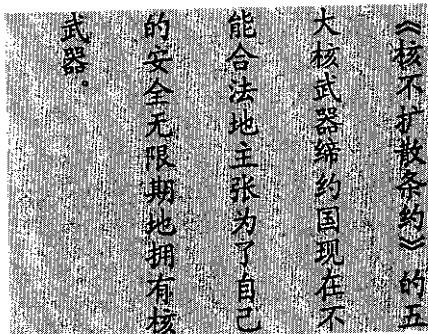 《核不扩散条约》的五
大核武器缔约国现在不
能合法地主张为了自己
的安全无限期地拥有核
武器。